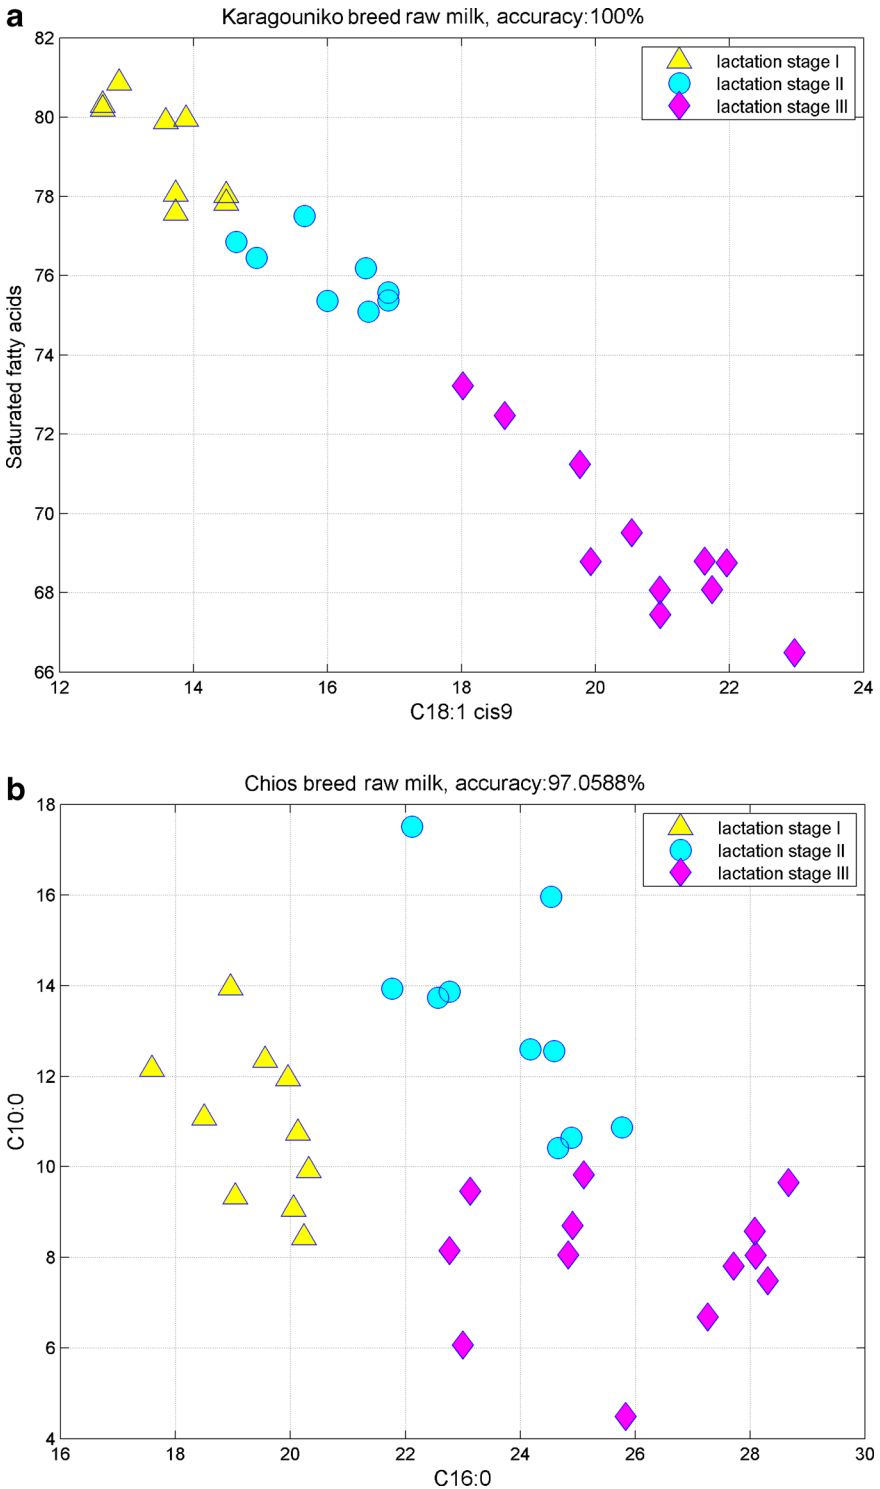 a
Karagouniko breed raw milk, accuracy:100%
82
80
78
76
74
72
70
68
66
Saturated fatty acids
lactation stage I
lactation stage II
lactation stage III
12 14 16 18 20 22 24
C18:1 cis9
b
Chios breed raw milk, accuracy:97.0588%
18
16
14
12
10
8
6
4
C10:0
lactation stage I
lactation stage II
lactation stage III
16 18 20 22 24 26 28 30
C16:0